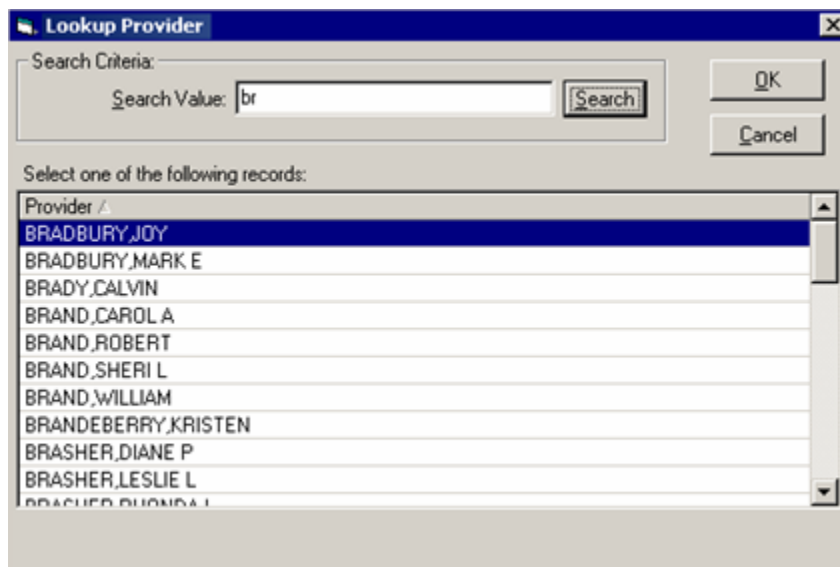 Lookup Provider
Search Criteria:
Search Value: br Search
OK
Cancel
Select one of the following records:
Provider
BRADBURY,JOY
BRADBURY,MARK E
BRADY,CALVIN
BRAND,CAROL A
BRAND,ROBERT
BRAND,SHERI L
BRAND,WILLIAM
BRANDEBERRY,KRISTEN
BRASHER,DIANE P
BRASHER,LESLIE L